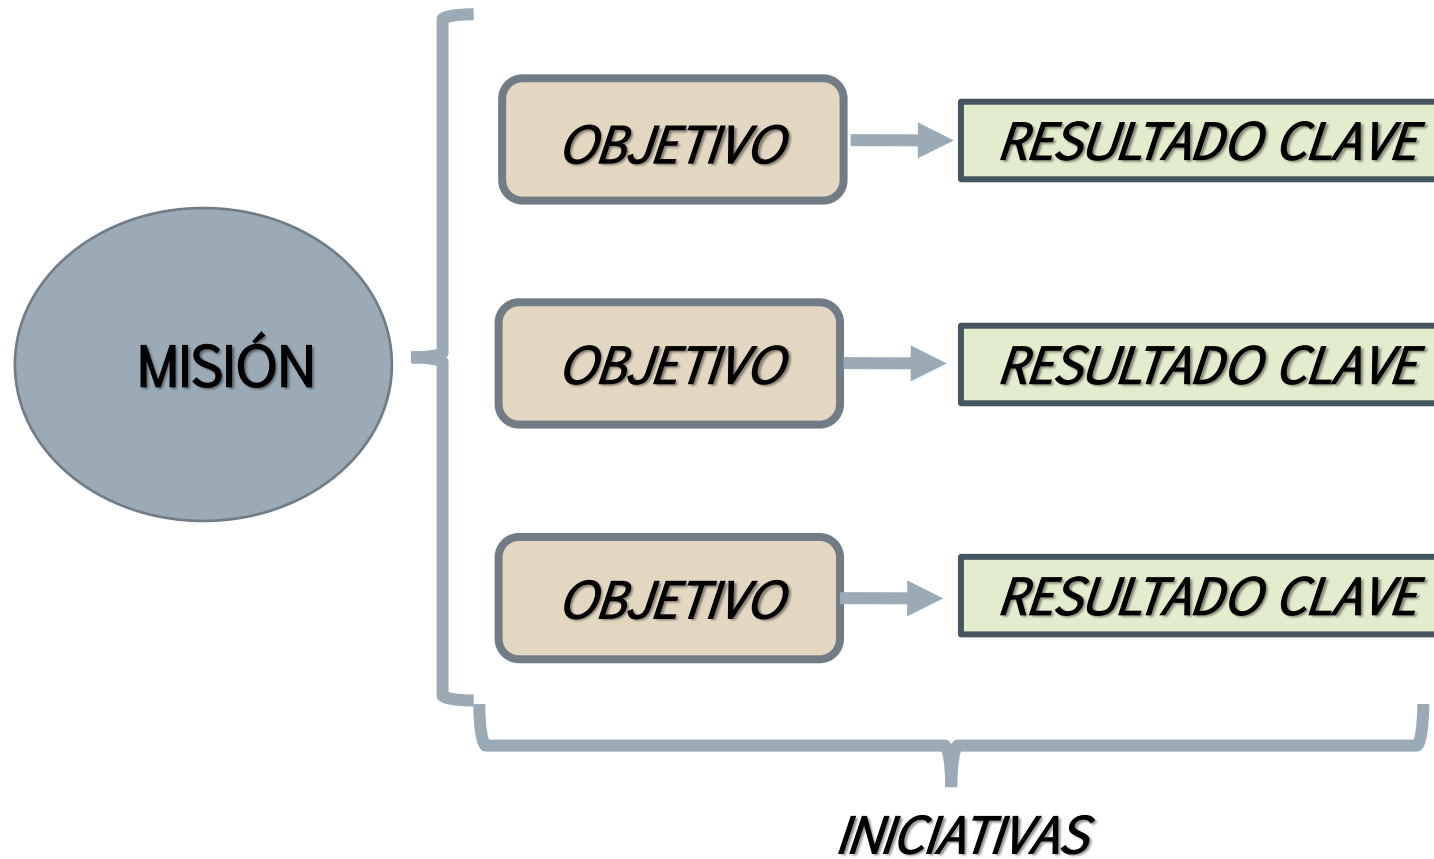 OBJETIVO
RESULTADO CLAVE
MISIÓN
OBJETIVO
RESULTADO CLAVE
OBJETIVO
RESULTADO CLAVE
INICIATIVAS